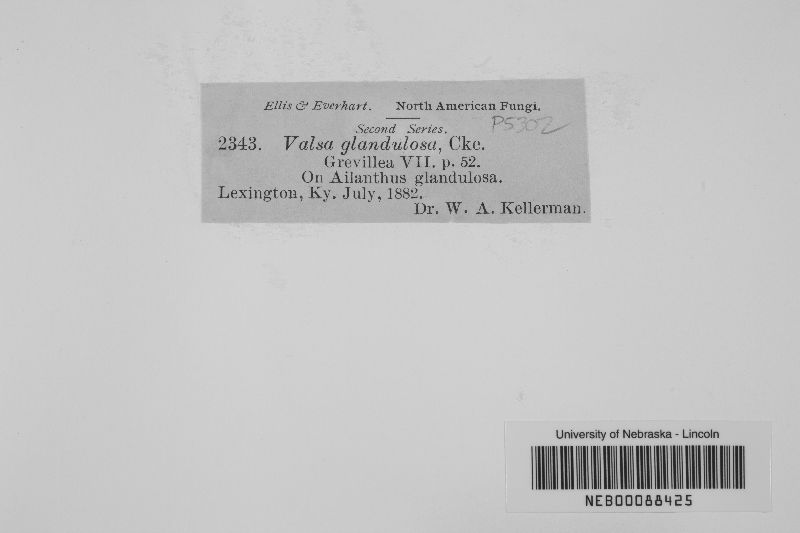 Ellis & Everhart. North American Fungi.
Second Series.
P5302
2343. Valsa glandulosa, Cke.
Grevillea VII. p. 52.
On Ailanthus glandulosa.
Lexington, Ky. July, 1882.
Dr. W. A. Kellerman.
University of Nebraska - Lincoln
NEB00088425